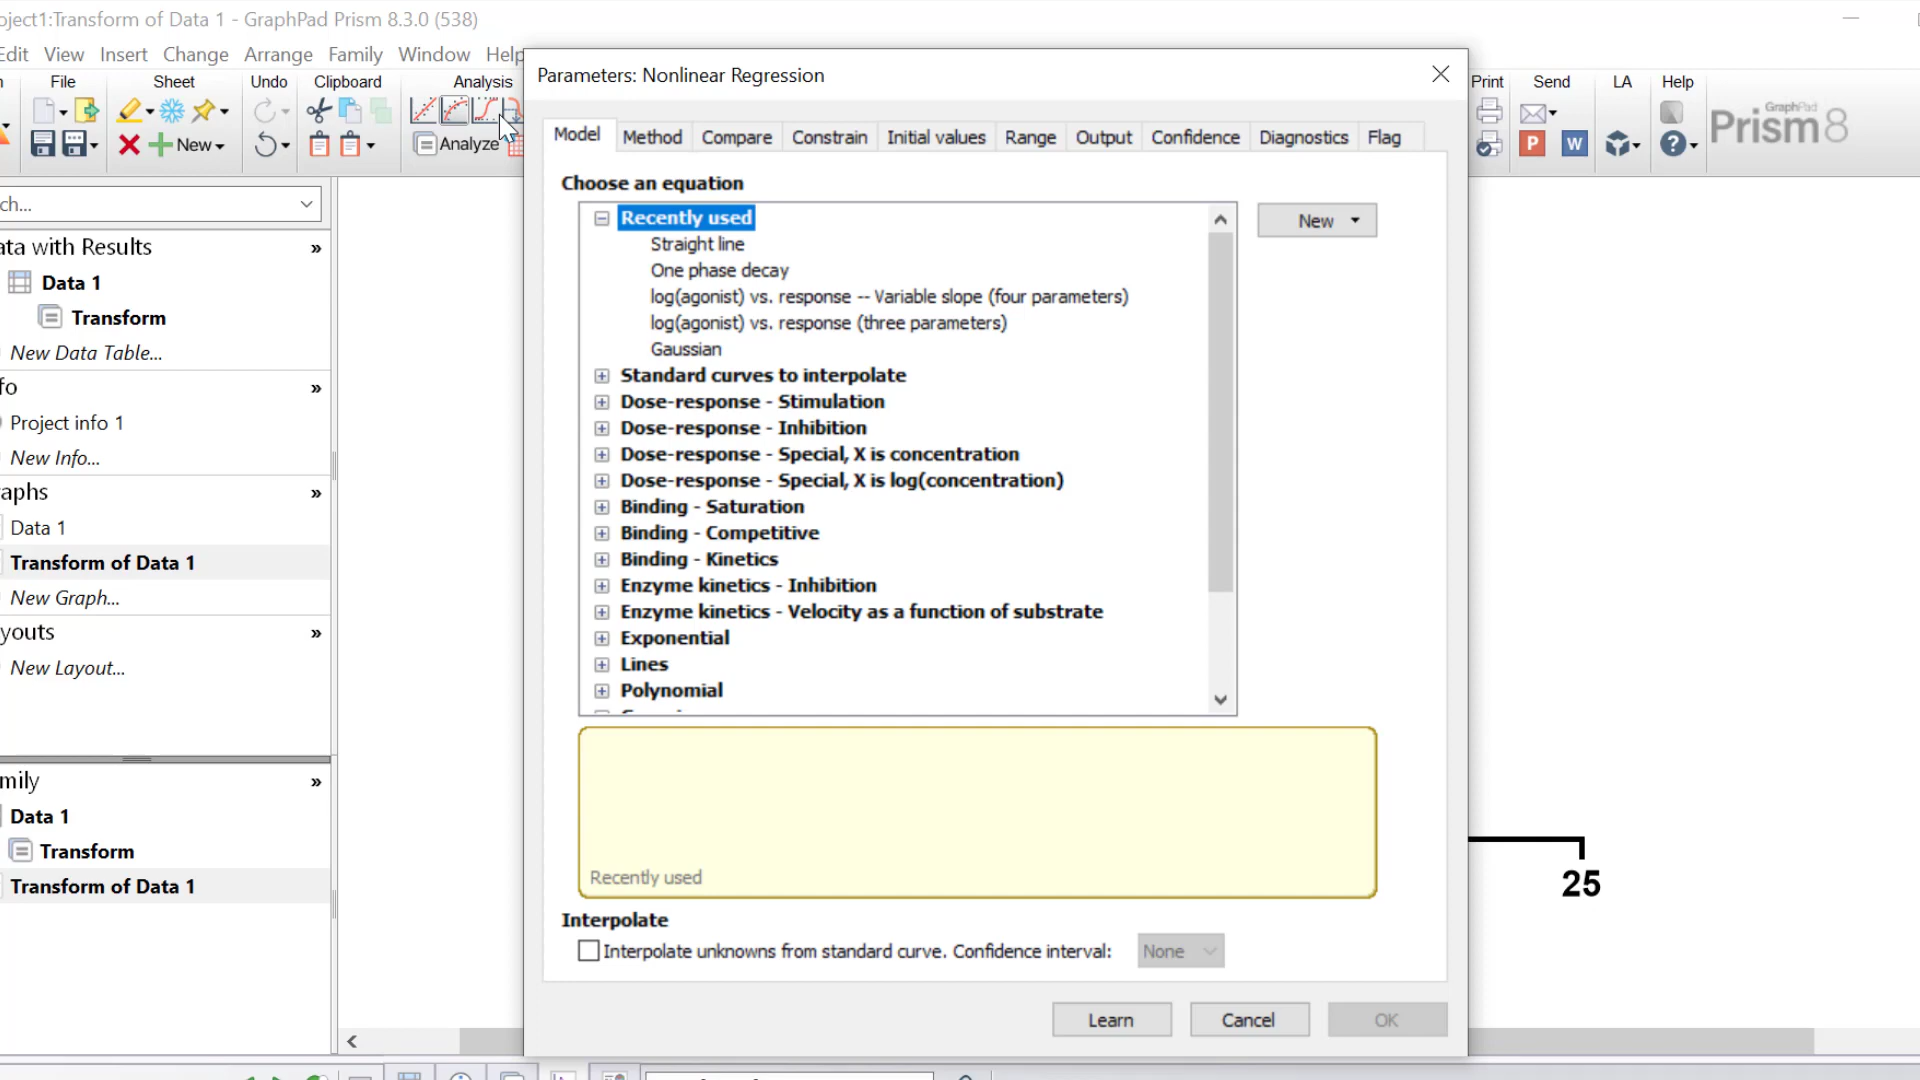 oject1:Transform of Data 1 - GraphPad Prism 8.3.0 (538)
Edit View Insert Change Arrange Family Window Help
File Sheet Undo Clipboard Analysis Print Send LA Help
New
Analyze
P W
GraphPad
Prism 8
Parameters: Nonlinear Regression
Model Method Compare Constrain Initial values Range Output Confidence Diagnostics Flag
Choose an equation
New
Recently used
Straight line
One phase decay
log(agonist) vs. response -- Variable slope (four parameters)
log(agonist) vs. response (three parameters)
Gaussian
Standard curves to interpolate
Dose-response - Stimulation
Dose-response - Inhibition
Dose-response - Special, X is concentration
Dose-response - Special, X is log(concentration)
Binding - Saturation
Binding - Competitive
Binding - Kinetics
Enzyme kinetics - Inhibition
Enzyme kinetics - Velocity as a function of substrate
Exponential
Lines
Polynomial
Recently used
Interpolate
Interpolate unknowns from standard curve. Confidence interval: None
Learn Cancel OK
ch...
ata with Results »
Data 1
Transform
New Data Table...
fo »
Project info 1
New Info...
aphs »
Data 1
Transform of Data 1
New Graph...
youts »
New Layout...
mily »
Data 1
Transform
Transform of Data 1
25